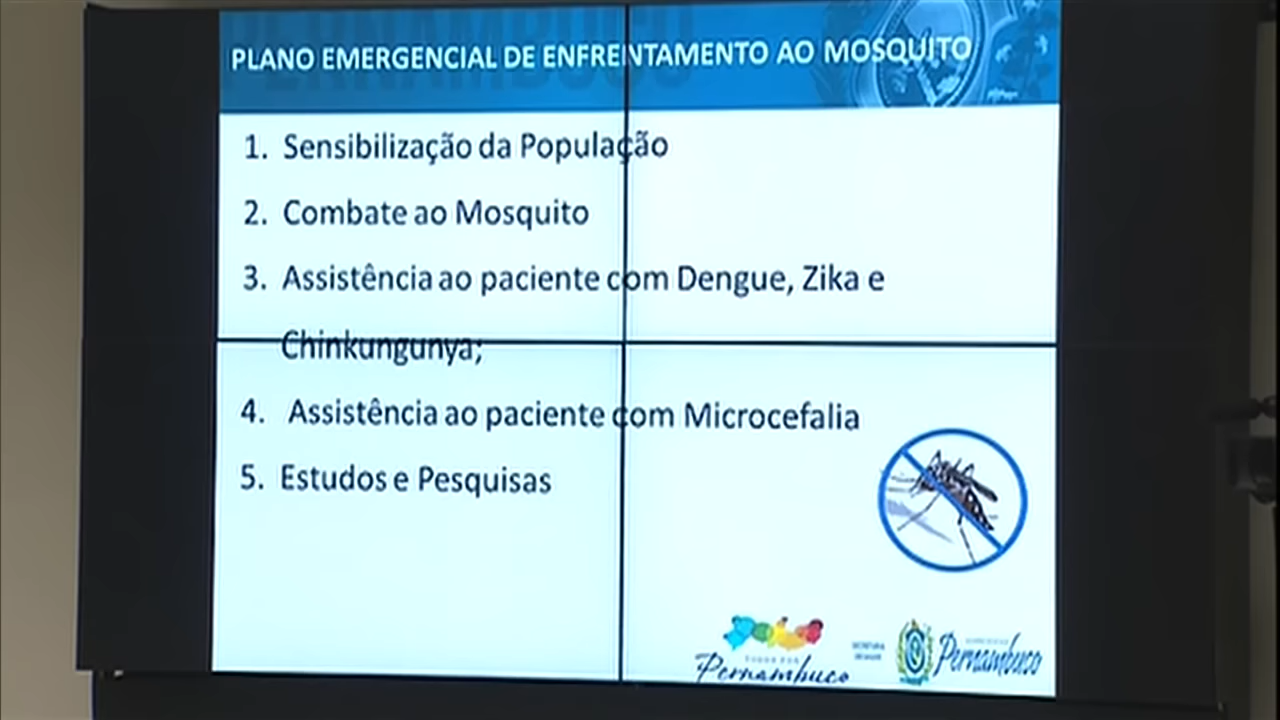 PLANO EMERGENCIAL DE ENFRENTAMENTO AO MOSQUITO
1. Sensibilização da População
2. Combate ao Mosquito
3. Assistência ao paciente com Dengue, Zika e
Chinkungunya;
4. Assistência ao paciente com Microcefalia
5. Estudos e Pesquisas
Pernambuco
Pernambuco